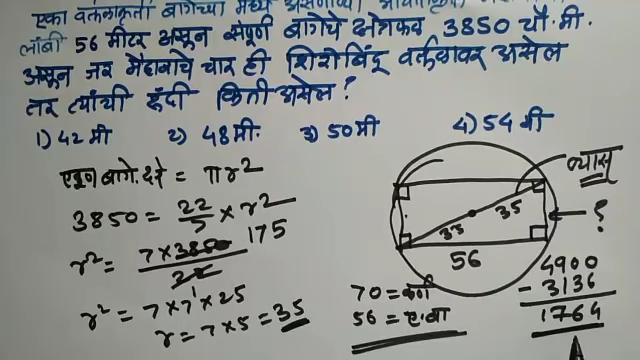 एका वर्तुळाकृती बागेच्या मध्ये असणाऱ्या
लांबी 56 मीटर असून संपूर्ण बागेचे क्षेत्रफळ 3850 चौ.मी.
असून जर मैदानाचे चार ही शिरोबिंदू वर्तुळावर असेल
तर त्यांची रुंदी किती असेल?
1) 42 मी 2) 48 मी. 3) 50 मी 4) 54 मी
क्षे = πr²
3850 = 22/7 × r²
r² = 7×3850/22 175
r² = 7×7×25
r = 7×5 = 35
व्यास
35
35
?
56
70 = कर्ण
56 =
4900
- 3136
1764